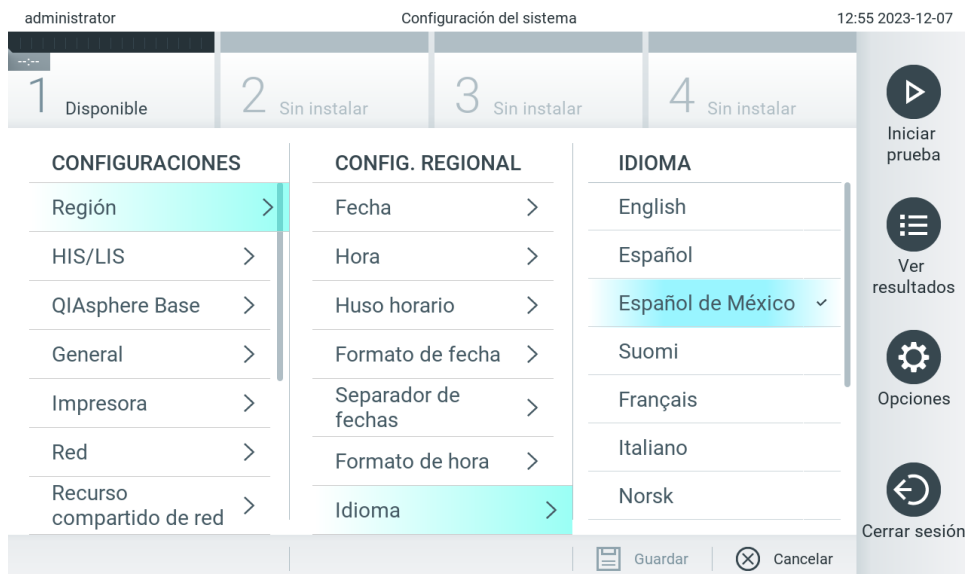 administrator
Configuración del sistema
12:55 2023-12-07
--:--
1 Disponible
2 Sin instalar
3 Sin instalar
4 Sin instalar
CONFIGURACIONES
Región
HIS/LIS
QIAsphere Base
General
Impresora
Red
Recurso
compartido de red
CONFIG. REGIONAL
Fecha
Hora
Huso horario
Formato de fecha
Separador de
fechas
Formato de hora
Idioma
IDIOMA
English
Español
Español de México
Suomi
Français
Italiano
Norsk
Guardar
Cancelar
Iniciar
prueba
Ver
resultados
Opciones
Cerrar sesión